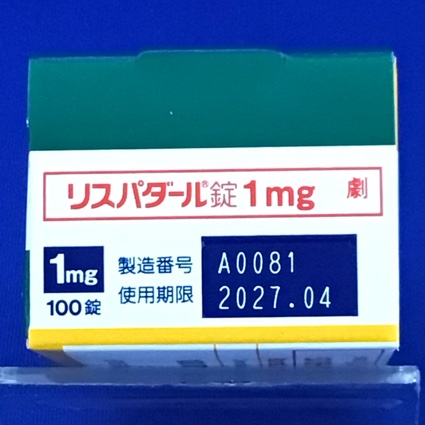 リスパダール®錠1mg 劇
1mg 製造番号 A0081
100錠 使用期限 2027.04